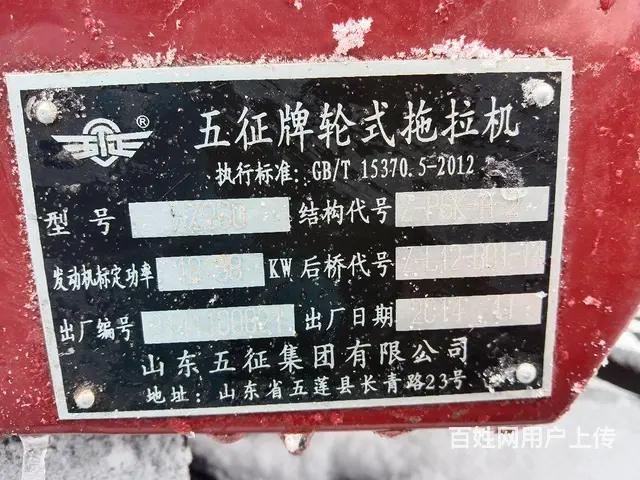 五征 ®
五征牌轮式拖拉机
执行标准: GB/T 15370.5-2012
型号 结构代号
发动机标定功率 KW 后桥代号
出厂编号 出厂日期 2014
山东五征集团有限公司
地址: 山东省五莲县长青路23号
百姓网用户上传